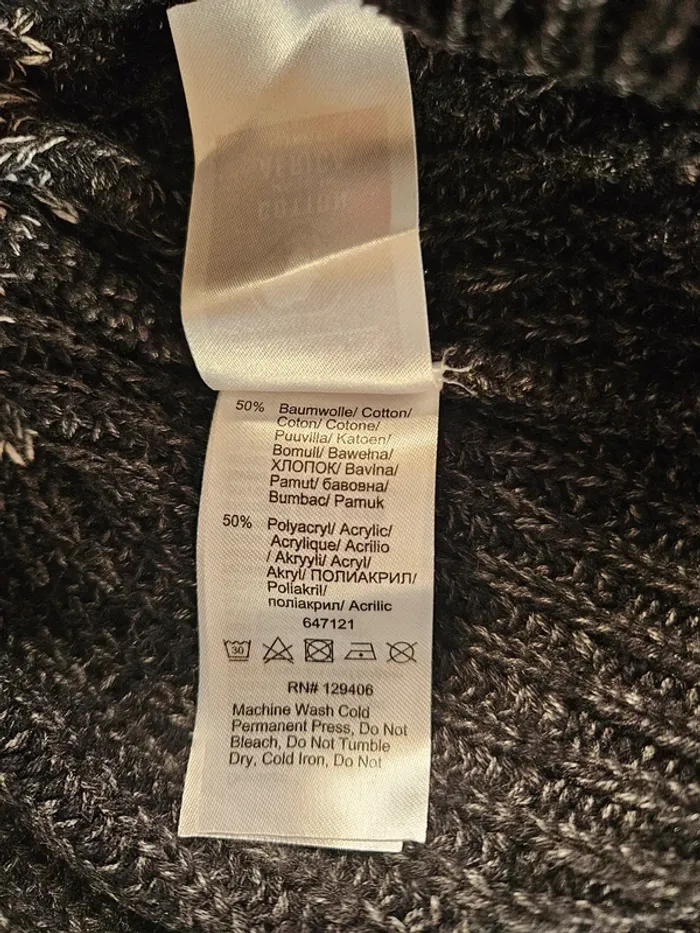 50% Baumwolle/ Cotton/
Coton/ Cotone/
Puuvilla/ Katoen/
Bomull/ Bawełna/
ХЛОПОК/ Bavlna/
Pamut/ бавовна/
Bumbac/ Pamuk
50% Polyacryl/ Acrylic/
Acrylique/ Acrilio
/ Akryyli/ Acryl/
Akryl/ ПОЛИАКРИЛ/
Poliakril/
поліакрил/ Acrilic
647121
30
RN# 129406
Machine Wash Cold
Permanent Press, Do Not
Bleach, Do Not Tumble
Dry, Cold Iron, Do Not